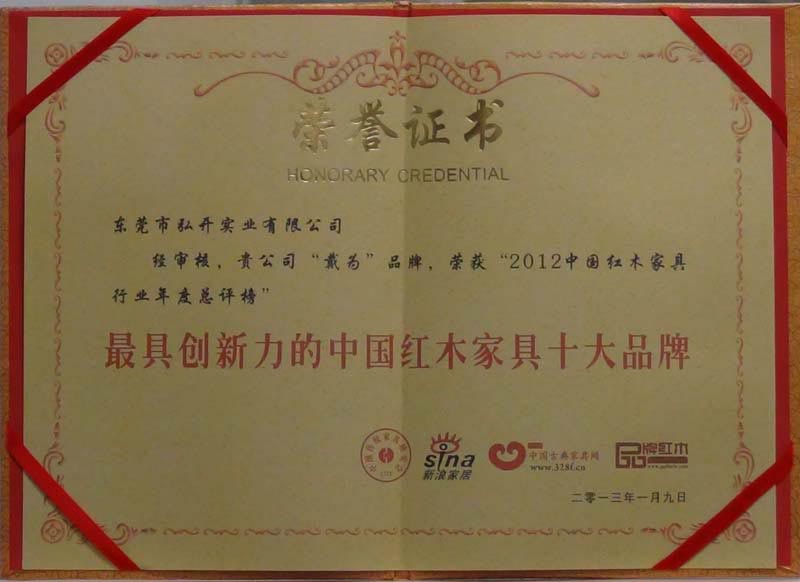 荣誉证书
HONORARY CREDENTIAL
东莞市弘开实业有限公司
经审核，贵公司“戴为”品牌，荣获“2012中国红木家具
行业年度总评榜”
最具创新力的中国红木家具十大品牌
sina
新浪家居
中国古典家具网
www.328f.cn
品牌红木
二零一三年一月九日